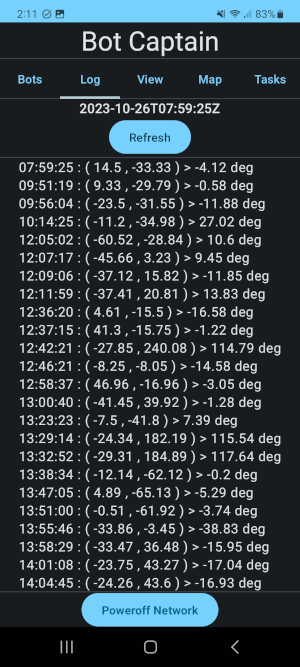 2:11 83%
Bot Captain
Bots Log View Map Tasks
2023-10-26T07:59:25Z
Refresh
07:59:25 : ( 14.5 , -33.33 ) > -4.12 deg
09:51:19 : ( 9.33 , -29.79 ) > -0.58 deg
09:56:04 : ( -23.5 , -31.55 ) > -11.88 deg
10:14:25 : ( -11.2 , -34.98 ) > 27.02 deg
12:05:02 : ( -60.52 , -28.84 ) > 10.6 deg
12:07:17 : ( -45.66 , 3.23 ) > 9.45 deg
12:09:06 : ( -37.12 , 15.82 ) > -11.85 deg
12:11:59 : ( -37.41 , 20.81 ) > 13.83 deg
12:36:20 : ( 4.61 , -15.5 ) > -16.58 deg
12:37:15 : ( 41.3 , -15.75 ) > -1.22 deg
12:42:21 : ( -27.85 , 240.08 ) > 114.79 deg
12:46:21 : ( -8.25 , -8.05 ) > -14.58 deg
12:58:37 : ( 46.96 , -16.96 ) > -3.05 deg
13:00:40 : ( -41.45 , 39.92 ) > -1.28 deg
13:23:23 : ( -7.5 , -41.8 ) > 7.39 deg
13:29:14 : ( -24.34 , 182.19 ) > 115.54 deg
13:32:52 : ( -29.31 , 184.89 ) > 117.64 deg
13:38:34 : ( -12.14 , -62.12 ) > -0.2 deg
13:47:05 : ( 4.89 , -65.13 ) > -5.29 deg
13:51:00 : ( -0.51 , -61.92 ) > -3.74 deg
13:55:46 : ( -33.86 , -3.45 ) > -38.83 deg
13:58:29 : ( -33.47 , 36.48 ) > -15.95 deg
14:01:08 : ( -23.75 , 43.27 ) > -17.04 deg
14:04:45 : ( -24.26 , 43.6 ) > -16.93 deg
Poweroff Network